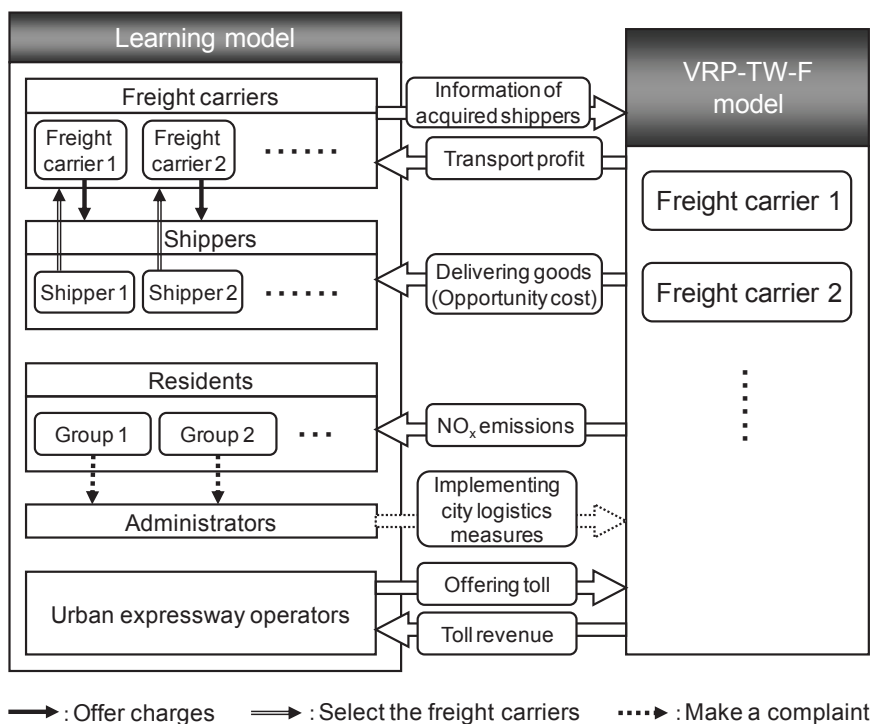 Learning model
Freight carriers
Freight
carrier 1
Freight
carrier 2
......
Shippers
Shipper 1
Shipper 2
......
Residents
Group 1
Group 2
...
Administrators
Urban expressway operators
Information of
acquired shippers
Transport profit
Delivering goods
(Opportunity cost)
NOx emissions
Implementing
city logistics
measures
Offering toll
Toll revenue
VRP-TW-F
model
Freight carrier 1
Freight carrier 2
: Offer charges
: Select the freight carriers
: Make a complaint